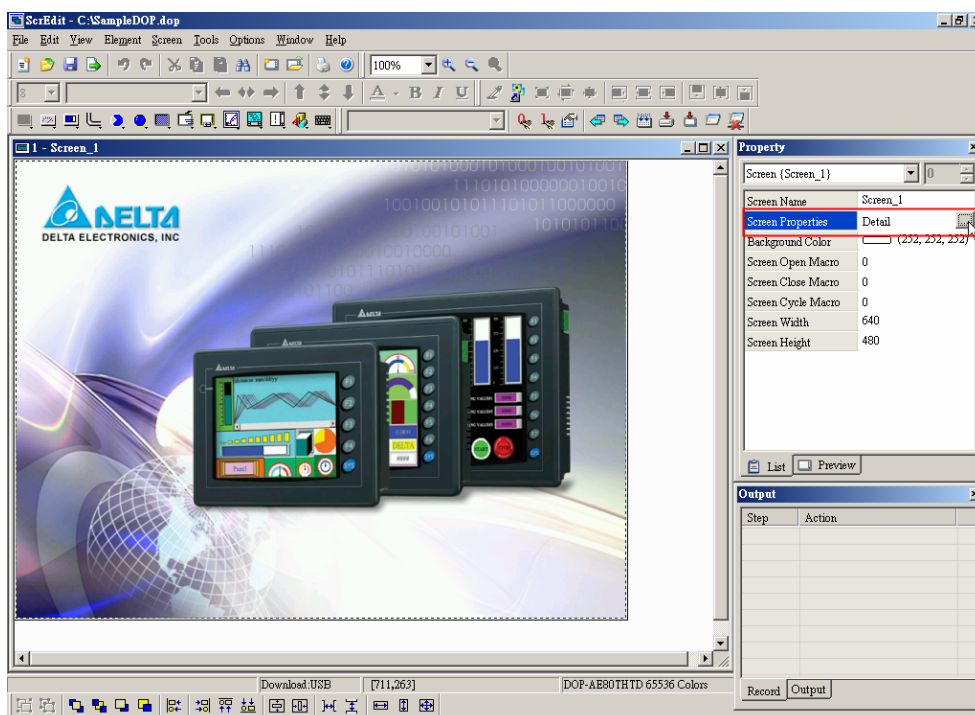 ScrEdit - C:\SampleDOP.dop
File Edit View Element Screen Tools Options Window Help
100%
8
A B I U
1 - Screen_1
DELTA
DELTA ELECTRONICS, INC
Property
Screen {Screen_1}
0
Screen Name Screen_1
Screen Properties Detail ...
Background Color (252, 252, 252)
Screen Open Macro 0
Screen Close Macro 0
Screen Cycle Macro 0
Screen Width 640
Screen Height 480
List Preview
Output
Step Action
Record Output
Download:USB [711,263] DOP-AE80THTD 65536 Colors